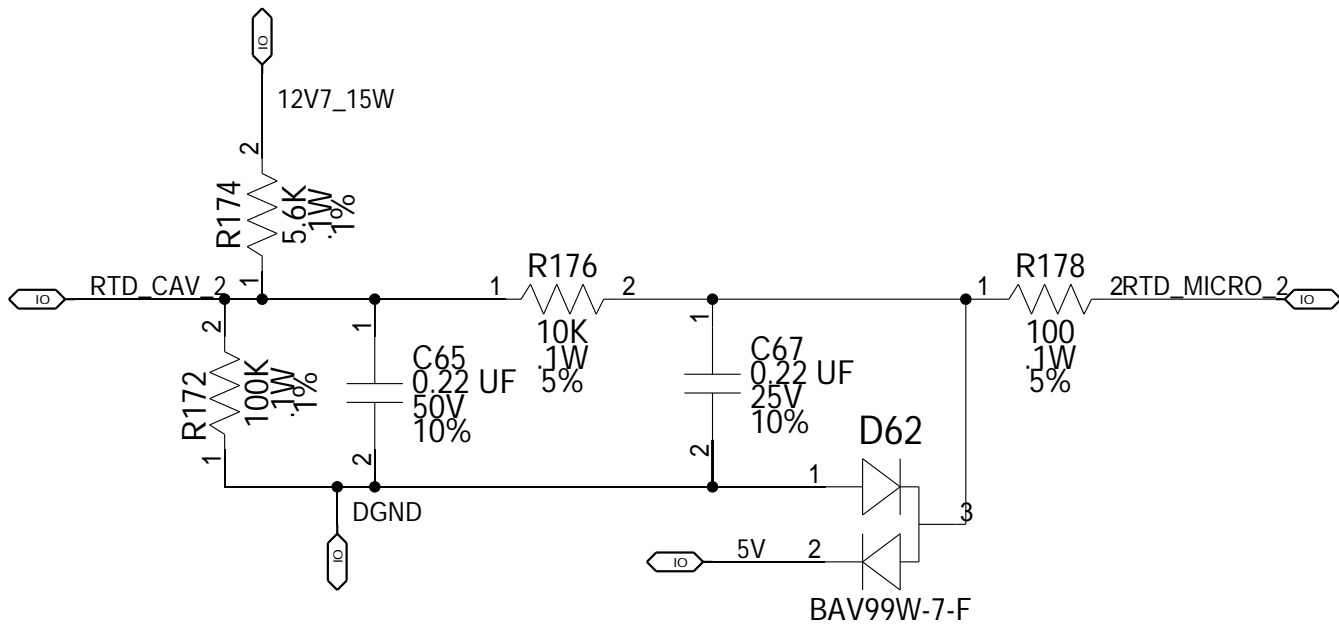 IO
12V7_15W
2
R174
5.6K
.1W
.1%
1
IO
RTD_CAV_2
1
R176
2
10K
.1W
5%
1
R178
2
RTD_MICRO_2
IO
100
.1W
5%
2
R172
100K
.1W
.1%
1
1
C65
0.22 UF
50V
10%
2
1
C67
0.22 UF
25V
10%
2
D62
1
3
DGND
IO
IO
5V
2
BAV99W-7-F